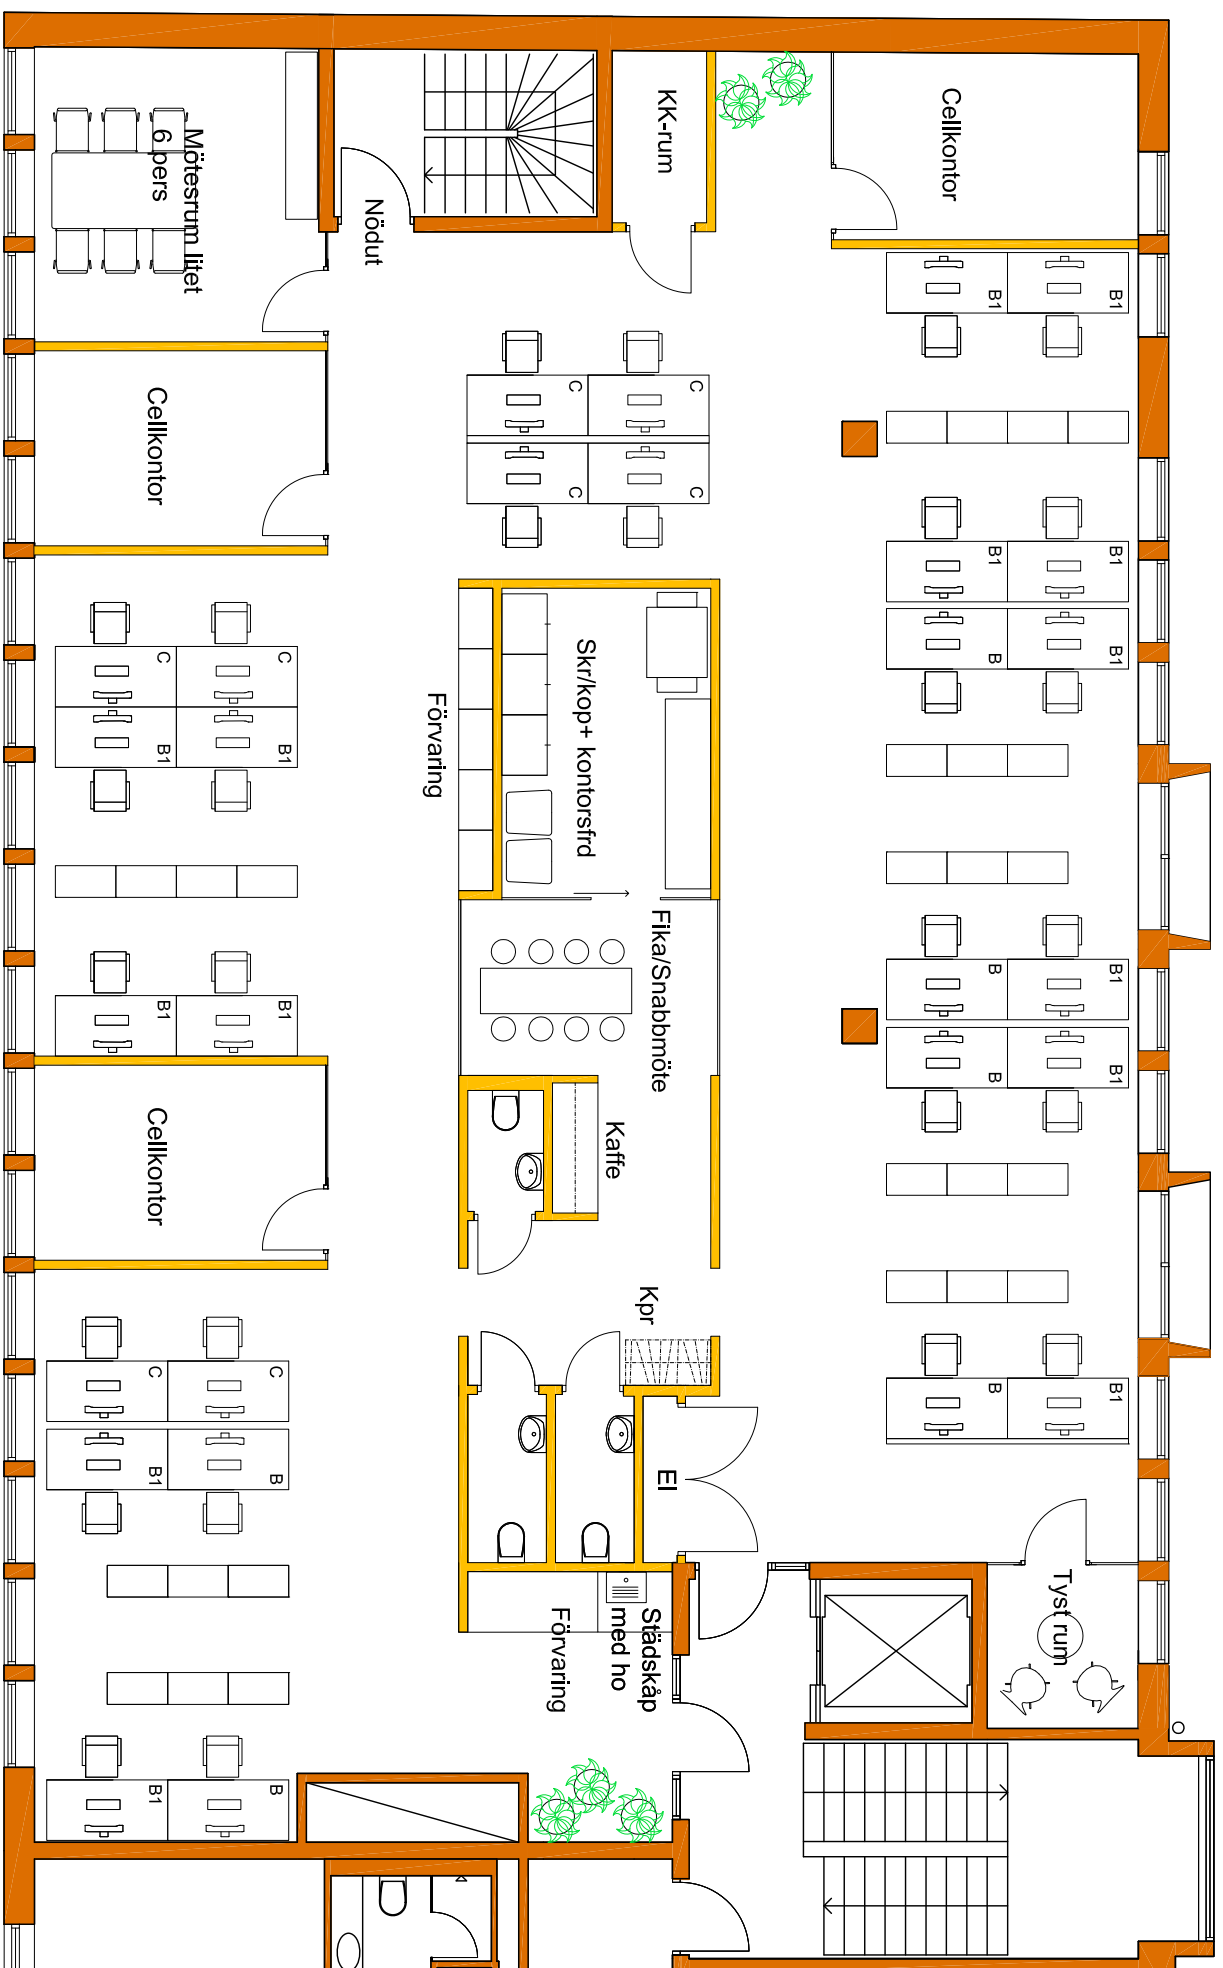 Cellkontor
KK-rum
Nödut
Mötesrum litet
6 pers
B1
B1
C
C
C
C
Cellkontor
B1
B1
B
B1
Skr/kop+ kontorsfrd
Förvaring
C
C
B1
B1
Fika/Snabbmöte
B
B1
B
B1
B1
B1
Kaffe
Cellkontor
Kpr
B
B1
C
C
B1
B
El
Tyst rum
Städskåp
med ho
Förvaring
B1
B